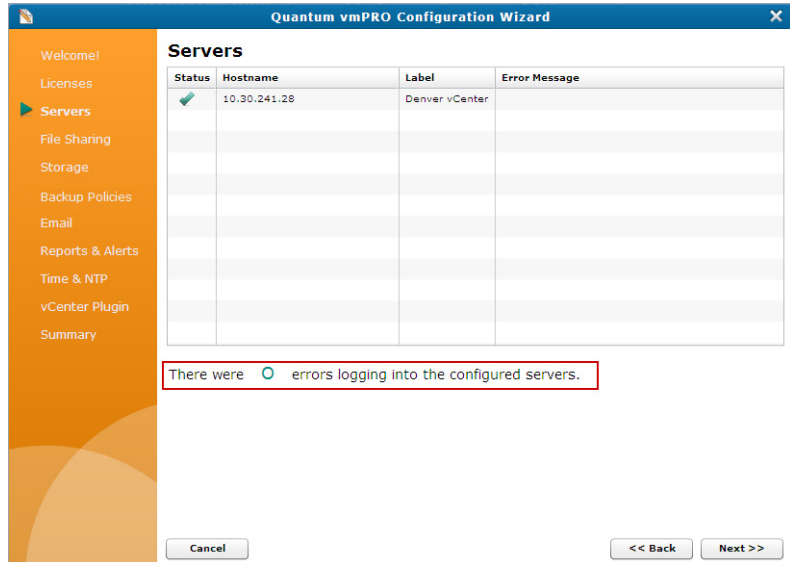 Quantum vmPRO Configuration Wizard
Welcome!
Licenses
Servers
File Sharing
Storage
Backup Policies
Email
Reports & Alerts
Time & NTP
vCenter Plugin
Summary
Servers
Status Hostname Label Error Message
10.30.241.28 Denver vCenter
There were 0 errors logging into the configured servers.
Cancel << Back Next >>